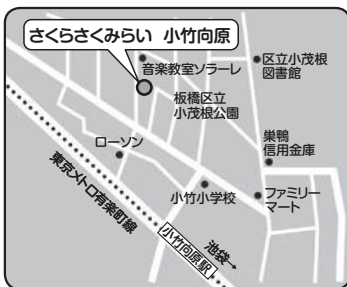 さくらさくみらい 小竹向原
音楽教室ソラーレ
区立小茂根
図書館
板橋区立
小茂根公園
巣鴨
信用金庫
ローソン
東京メトロ有楽町線
小竹小学校
ファミリー
マート
小竹向原駅
池袋→